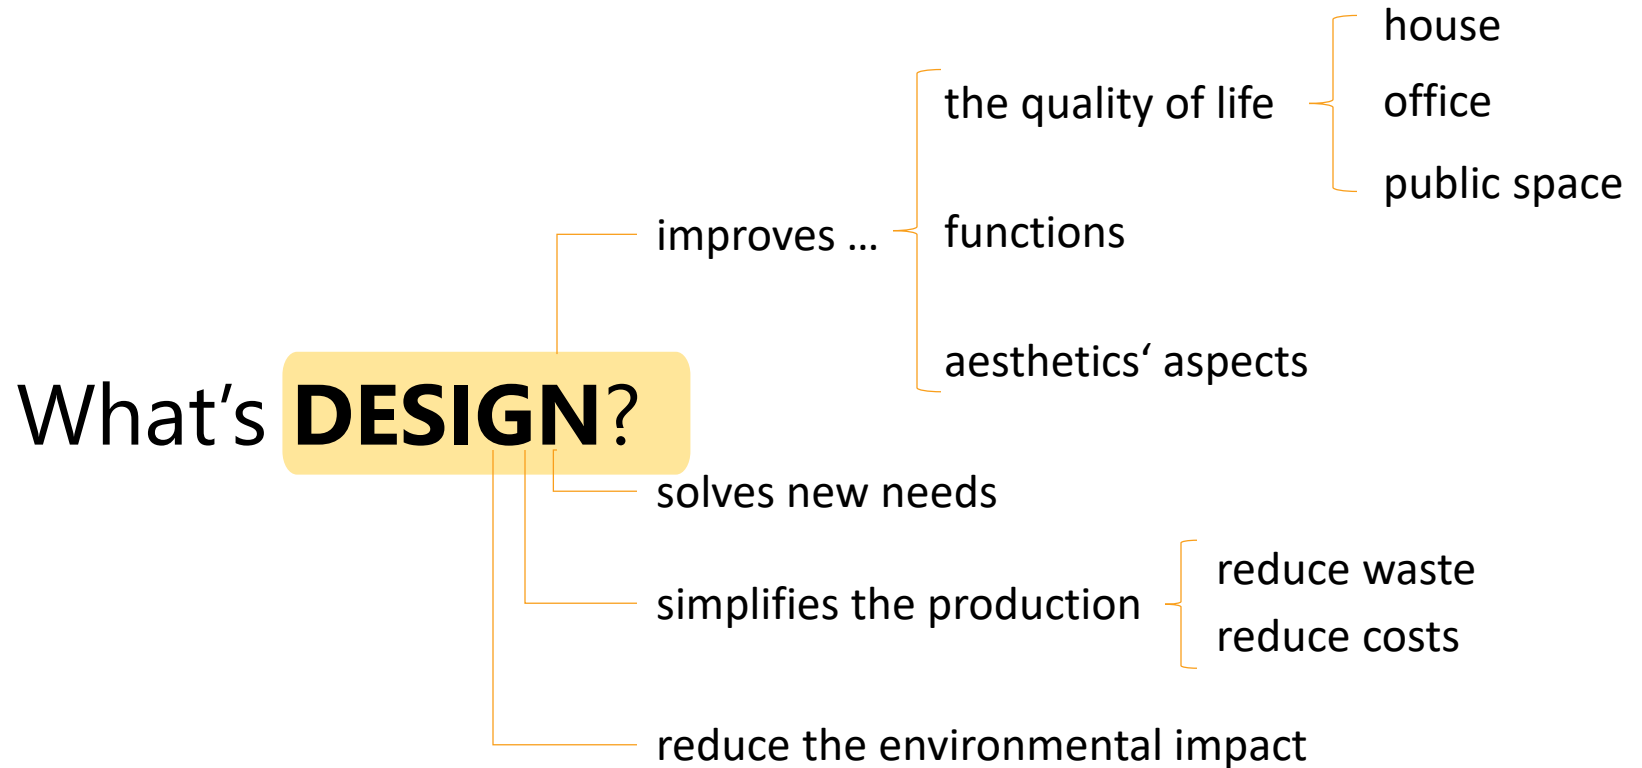 house
the quality of life
office
public space
improves ...
functions
aesthetics‘ aspects
What’s DESIGN?
solves new needs
reduce waste
simplifies the production
reduce costs
reduce the environmental impact